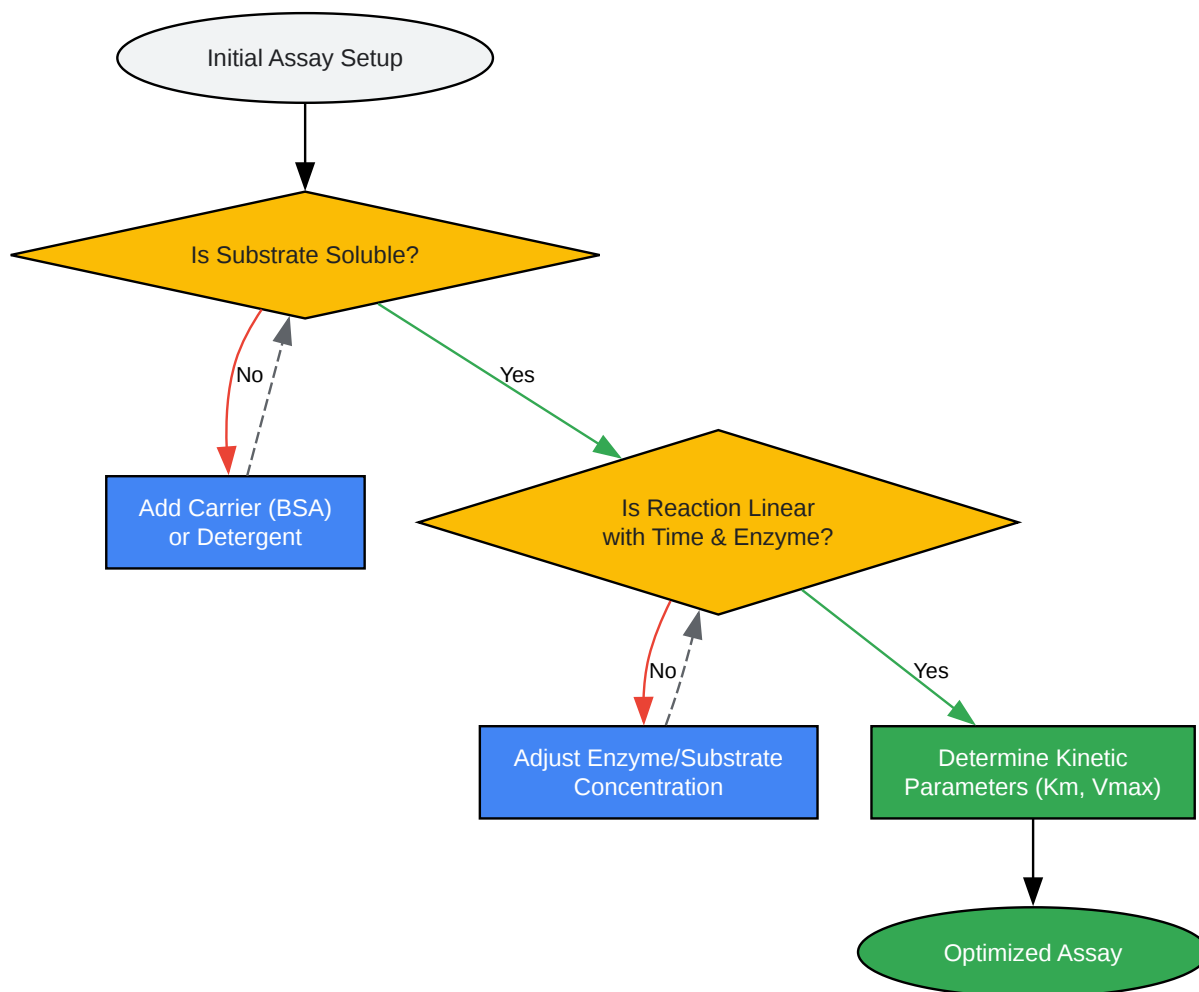 Initial Assay Setup
Is Substrate Soluble?
No
Yes
Add Carrier (BSA)
or Detergent
Is Reaction Linear
with Time & Enzyme?
No
Yes
Adjust Enzyme/Substrate
Concentration
Determine Kinetic
Parameters (Km, Vmax)
Optimized Assay